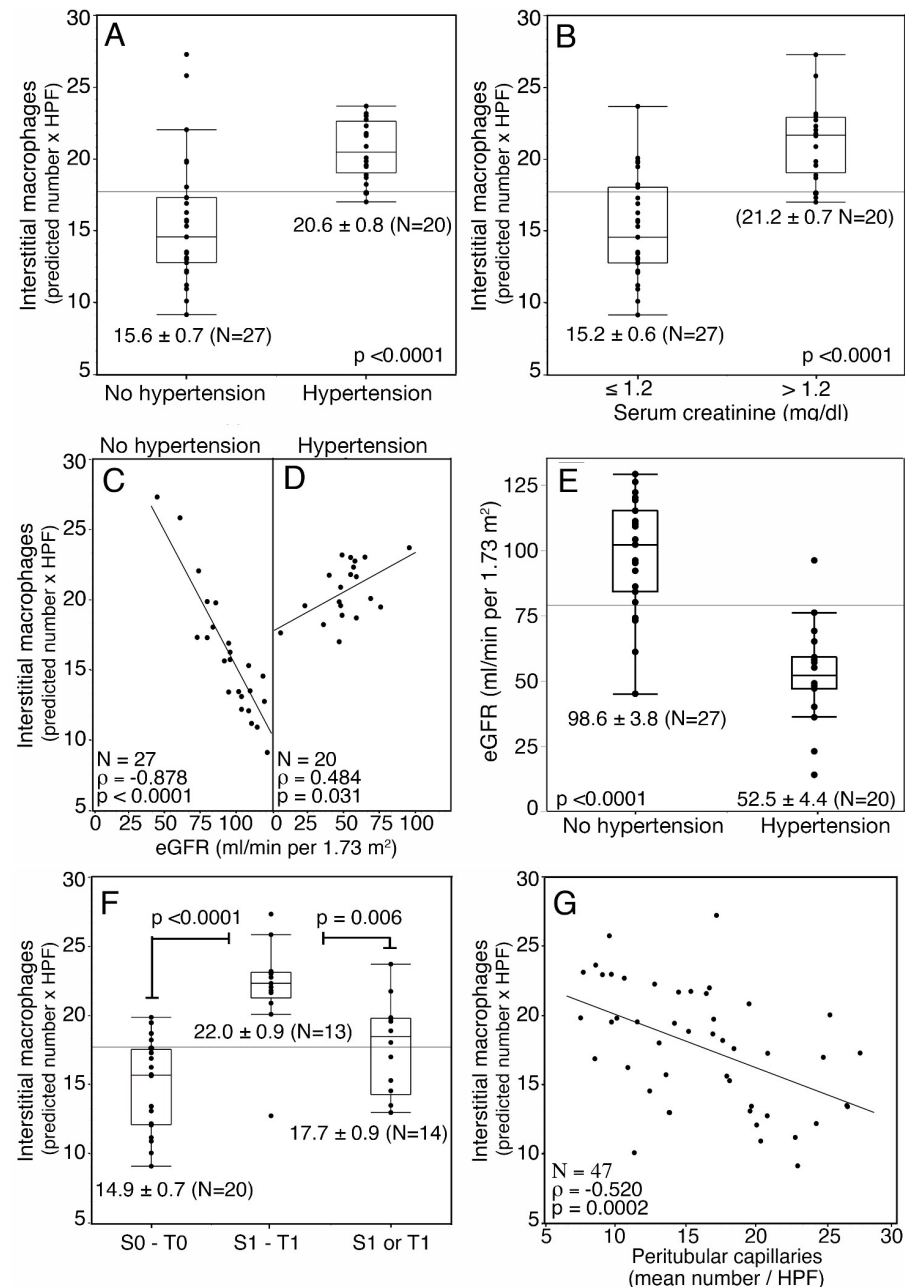 A
Interstitial macrophages
(predicted number x HPF)
30
25
20
15
10
5
20.6 ± 0.8 (N=20)
15.6 ± 0.7 (N=27)
p <0.0001
No hypertension
Hypertension
B
Interstitial macrophages
(predicted number x HPF)
30
25
20
15
10
5
(21.2 ± 0.7 N=20)
15.2 ± 0.6 (N=27)
p <0.0001
≤ 1.2
> 1.2
Serum creatinine (mg/dl)
No hypertension
Hypertension
C
D
Interstitial macrophages
(predicted number x HPF)
30
25
20
15
10
5
N = 27
ρ = -0.878
p < 0.0001
N = 20
ρ = 0.484
p = 0.031
0 25 50 75 100 0 25 50 75 100
eGFR (ml/min per 1.73 m²)
E
eGFR (ml/min per 1.73 m²)
125
100
75
50
25
0
98.6 ± 3.8 (N=27)
p <0.0001
52.5 ± 4.4 (N=20)
No hypertension
Hypertension
F
Interstitial macrophages
(predicted number x HPF)
30
25
20
15
10
5
p <0.0001
p = 0.006
22.0 ± 0.9 (N=13)
17.7 ± 0.9 (N=14)
14.9 ± 0.7 (N=20)
S0 - T0
S1 - T1
S1 or T1
G
Interstitial macrophages
(predicted number x HPF)
30
25
20
15
10
5
N = 47
ρ = -0.520
p = 0.0002
5 10 15 20 25 30
Peritubular capillaries
(mean number / HPF)